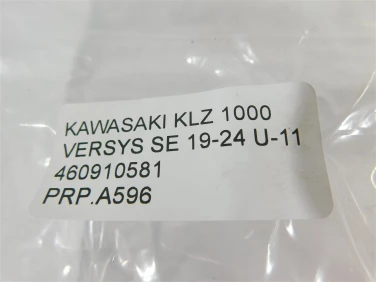 KAWASAKI KLZ 1000
VERSYS SE 19-24 U-11
460910581
PRP.A596